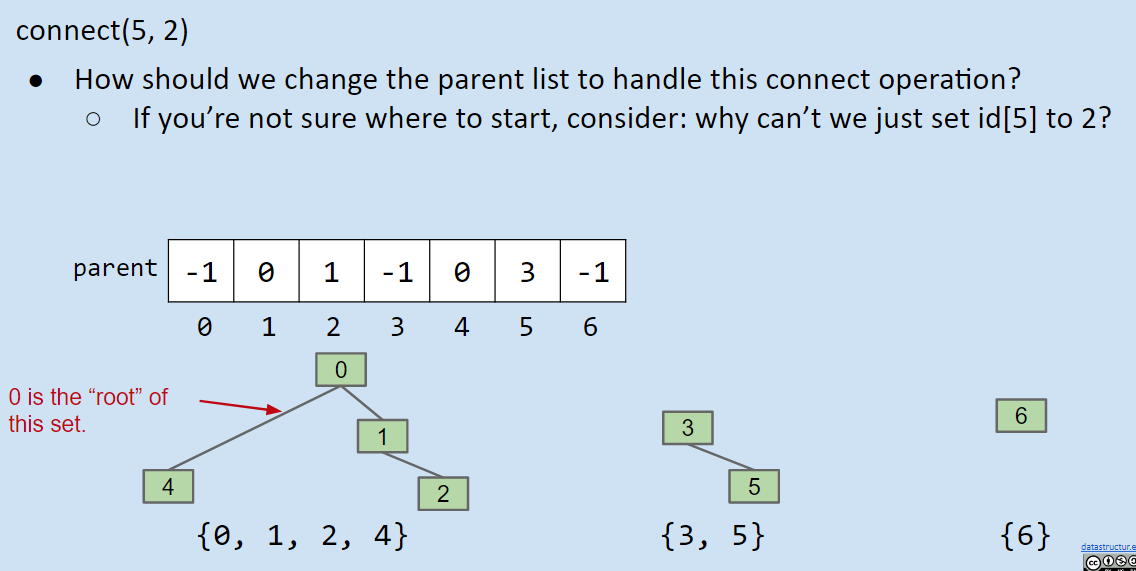 connect(5, 2)
● How should we change the parent list to handle this connect operation?
○ If you’re not sure where to start, consider: why can’t we just set id[5] to 2?
parent -1 0 1 -1 0 3 -1
0 1 2 3 4 5 6
0
0 is the “root” of
this set.
6
3
1
4
2
5
{0, 1, 2, 4} {3, 5} {6}
datastructur.e
cc